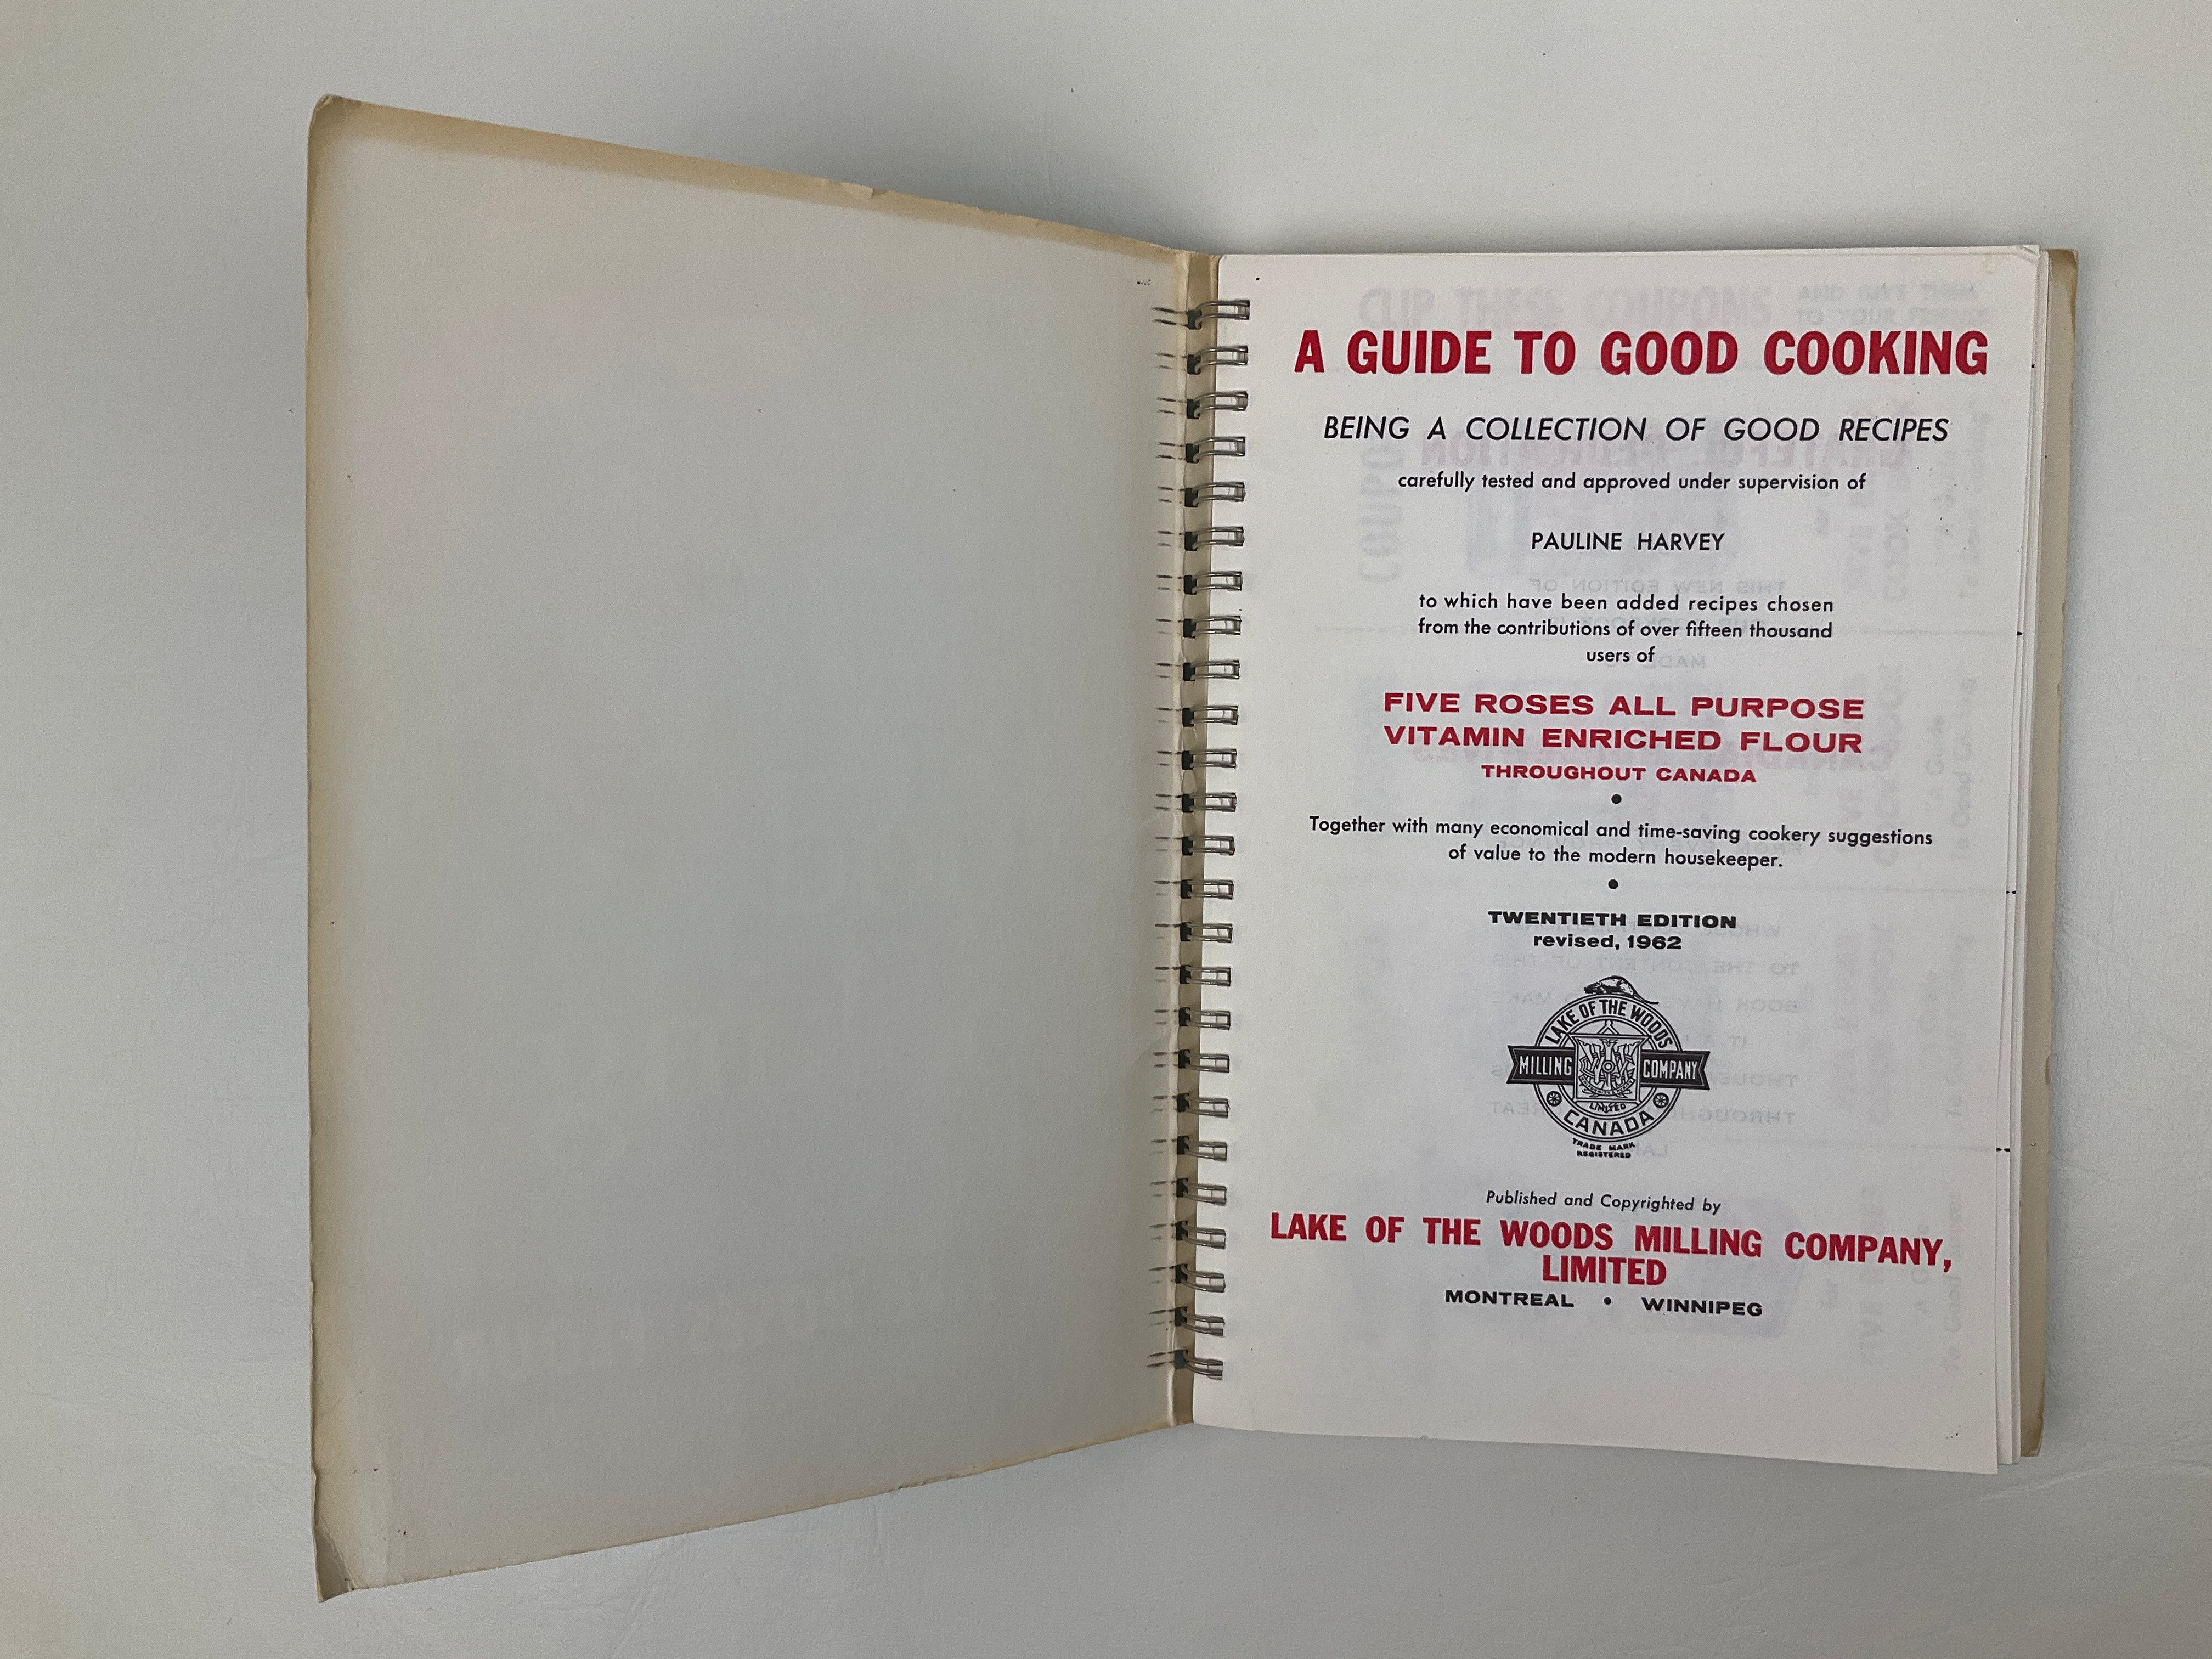 A GUIDE TO GOOD COOKING
BEING A COLLECTION OF GOOD RECIPES
carefully tested and approved under supervision of
PAULINE HARVEY
to which have been added recipes chosen
from the contributions of over fifteen thousand
users of
FIVE ROSES ALL PURPOSE
VITAMIN ENRICHED FLOUR
THROUGHOUT CANADA
•
Together with many economical and time-saving cookery suggestions
of value to the modern housekeeper.
•
TWENTIETH EDITION
revised, 1962
LAKE OF THE WOODS
MILLING COMPANY
LIMITED
CANADA
TRADE MARK
REGISTERED
Published and Copyrighted by
LAKE OF THE WOODS MILLING COMPANY,
LIMITED
MONTREAL • WINNIPEG